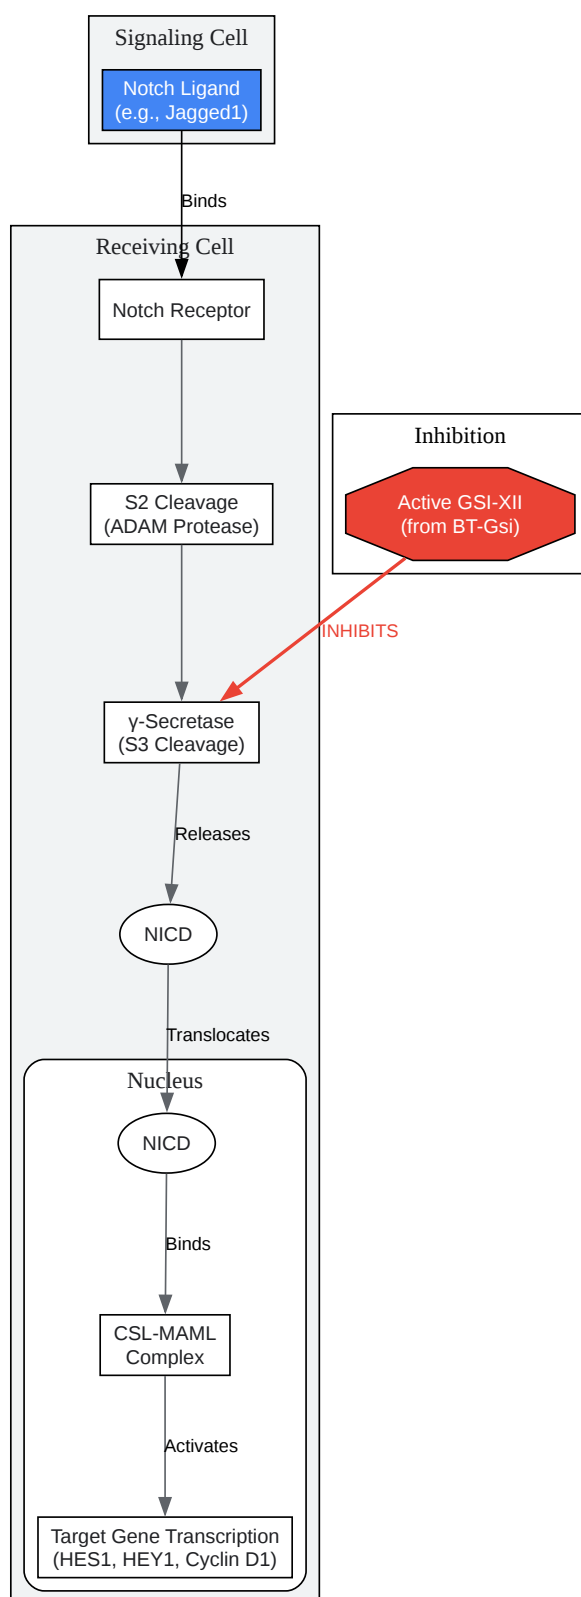 Signaling Cell
Notch Ligand
(e.g., Jagged1)
Binds
Receiving Cell
Notch Receptor
S2 Cleavage
(ADAM Protease)
Inhibition
Active GSI-XII
(from BT-Gsi)
INHIBITS
γ-Secretase
(S3 Cleavage)
Releases
NICD
Translocates
Nucleus
NICD
Binds
CSL-MAML
Complex
Activates
Target Gene Transcription
(HES1, HEY1, Cyclin D1)